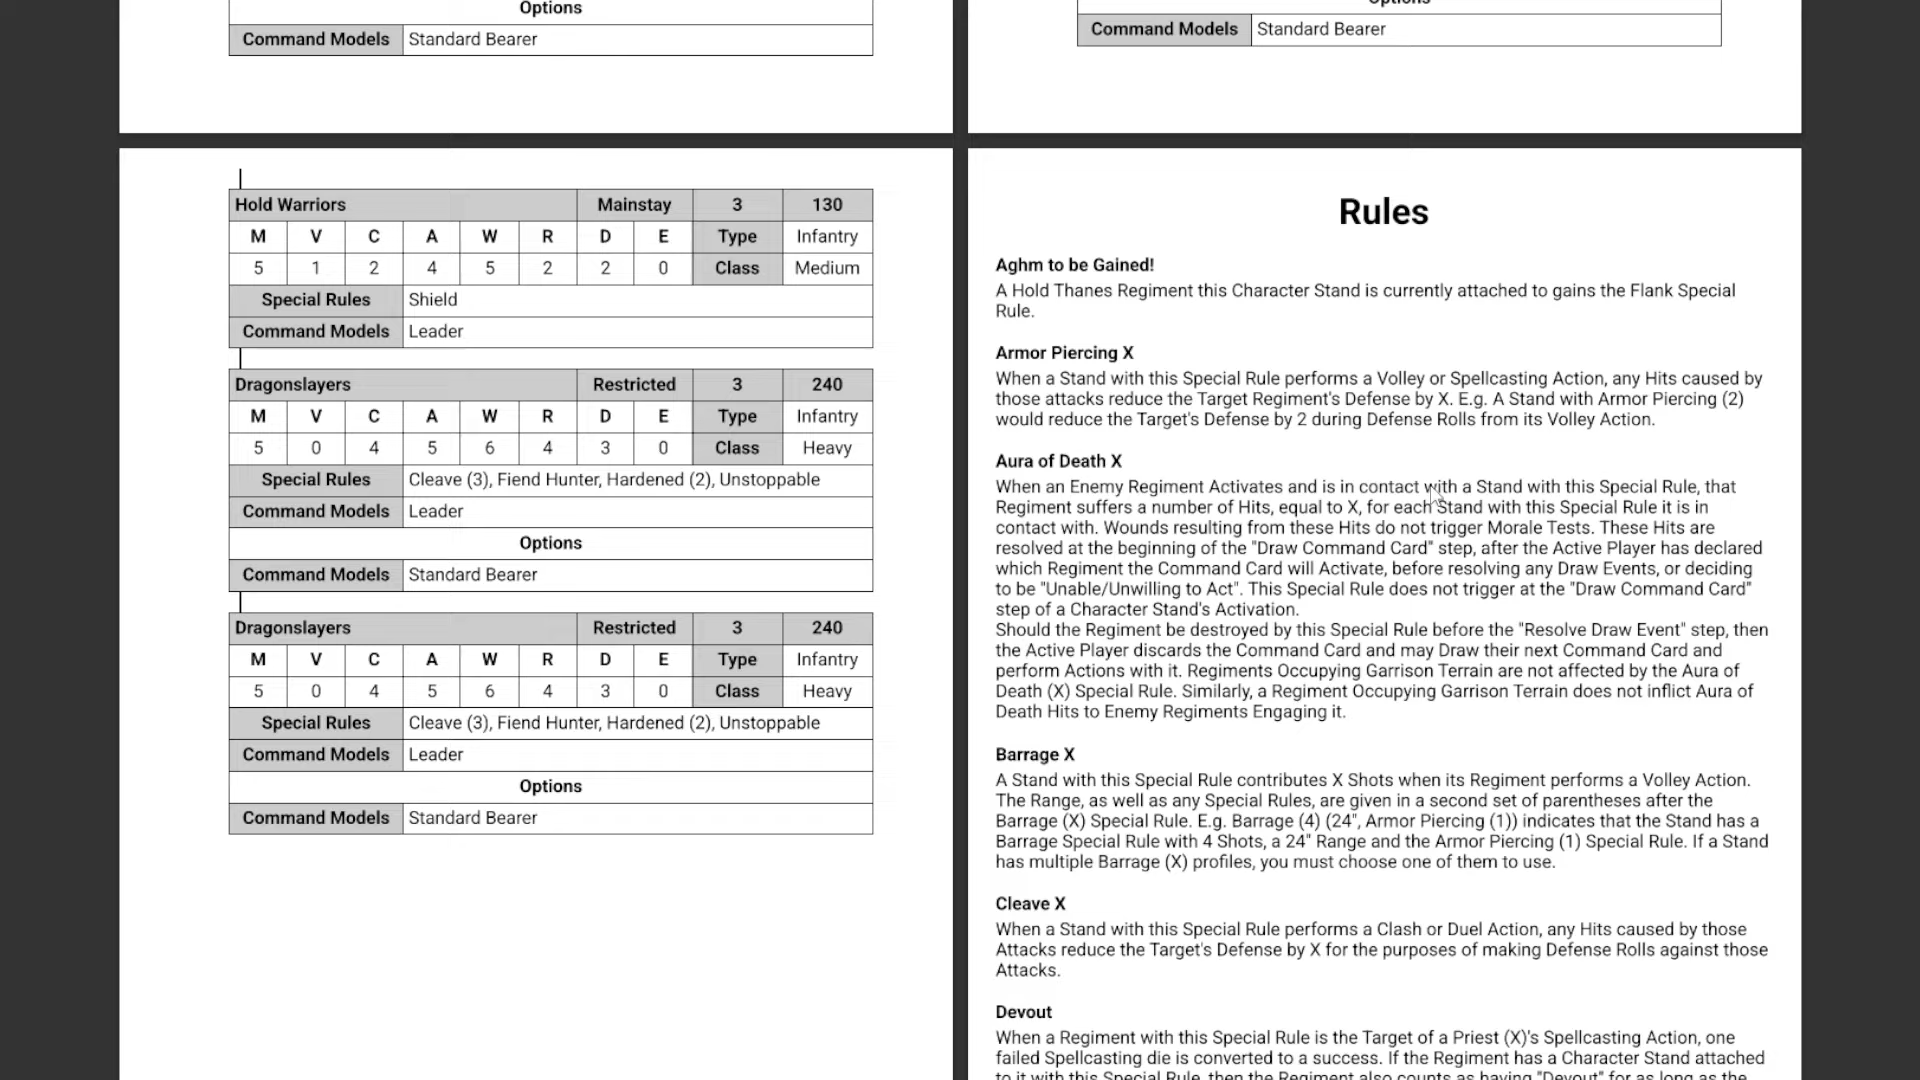 Options
Command Models Standard Bearer
Options
Command Models Standard Bearer
Hold Warriors Mainstay 3 130
M V C A W R D E Type Infantry
5 1 2 4 5 2 2 0 Class Medium
Special Rules Shield
Command Models Leader
Dragonslayers Restricted 3 240
M V C A W R D E Type Infantry
5 0 4 5 6 4 3 0 Class Heavy
Special Rules Cleave (3), Fiend Hunter, Hardened (2), Unstoppable
Command Models Leader
Options
Command Models Standard Bearer
Dragonslayers Restricted 3 240
M V C A W R D E Type Infantry
5 0 4 5 6 4 3 0 Class Heavy
Special Rules Cleave (3), Fiend Hunter, Hardened (2), Unstoppable
Command Models Leader
Options
Command Models Standard Bearer
Rules
Aghm to be Gained!
A Hold Thanes Regiment this Character Stand is currently attached to gains the Flank Special
Rule.
Armor Piercing X
When a Stand with this Special Rule performs a Volley or Spellcasting Action, any Hits caused by
those attacks reduce the Target Regiment's Defense by X. E.g. A Stand with Armor Piercing (2)
would reduce the Target's Defense by 2 during Defense Rolls from its Volley Action.
Aura of Death X
When an Enemy Regiment Activates and is in contact with a Stand with this Special Rule, that
Regiment suffers a number of Hits, equal to X, for each Stand with this Special Rule it is in
contact with. Wounds resulting from these Hits do not trigger Morale Tests. These Hits are
resolved at the beginning of the "Draw Command Card" step, after the Active Player has declared
which Regiment the Command Card will Activate, before resolving any Draw Events, or deciding
to be "Unable/Unwilling to Act". This Special Rule does not trigger at the "Draw Command Card"
step of a Character Stand's Activation.
Should the Regiment be destroyed by this Special Rule before the "Resolve Draw Event" step, then
the Active Player discards the Command Card and may Draw their next Command Card and
perform Actions with it. Regiments Occupying Garrison Terrain are not affected by the Aura of
Death (X) Special Rule. Similarly, a Regiment Occupying Garrison Terrain does not inflict Aura of
Death Hits to Enemy Regiments Engaging it.
Barrage X
A Stand with this Special Rule contributes X Shots when its Regiment performs a Volley Action.
The Range, as well as any Special Rules, are given in a second set of parentheses after the
Barrage (X) Special Rule. E.g. Barrage (4) (24", Armor Piercing (1)) indicates that the Stand has a
Barrage Special Rule with 4 Shots, a 24" Range and the Armor Piercing (1) Special Rule. If a Stand
has multiple Barrage (X) profiles, you must choose one of them to use.
Cleave X
When a Stand with this Special Rule performs a Clash or Duel Action, any Hits caused by those
Attacks reduce the Target's Defense by X for the purposes of making Defense Rolls against those
Attacks.
Devout
When a Regiment with this Special Rule is the Target of a Priest (X)'s Spellcasting Action, one
failed Spellcasting die is converted to a success. If the Regiment has a Character Stand attached
to it with this Special Rule, then the Regiment also counts as having "Devout" for as long as the